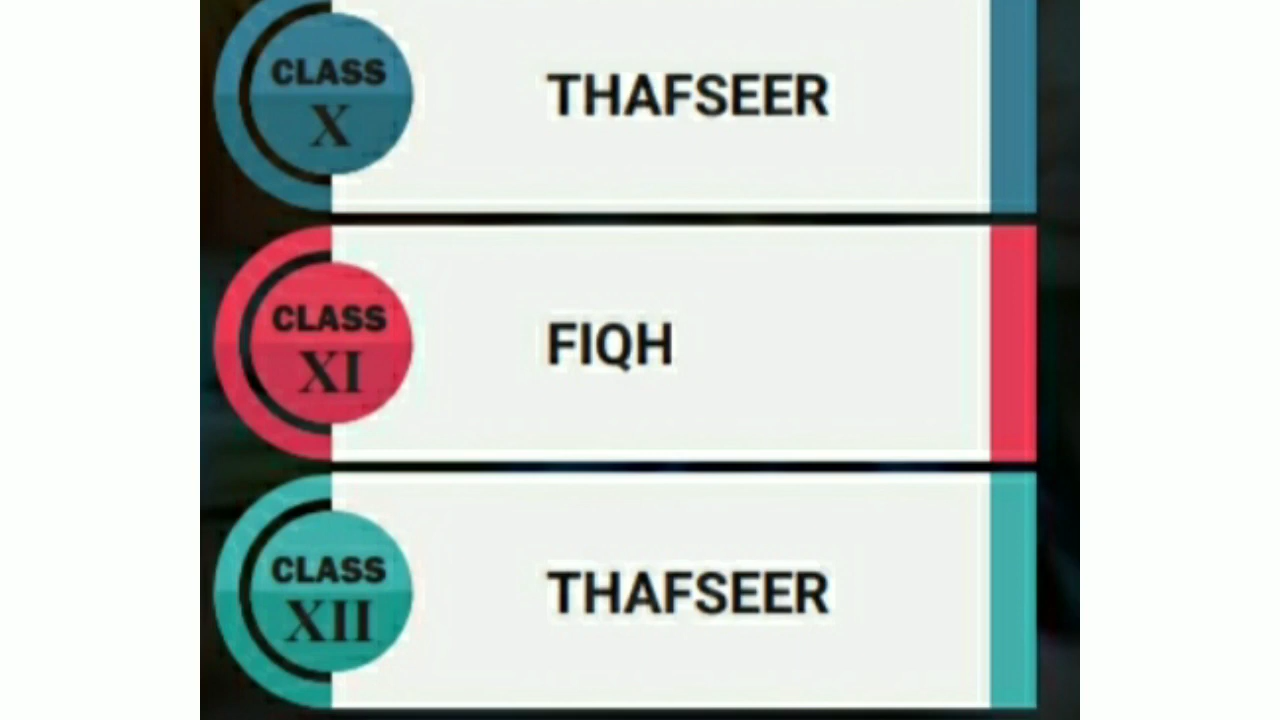 CLASS
X
THAFSEER
CLASS
XI
FIQH
CLASS
XII
THAFSEER